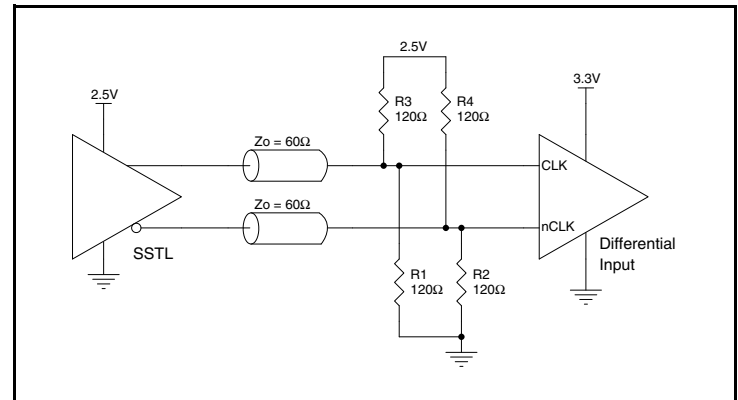 2.5V
2.5V
3.3V
R3
120Ω
R4
120Ω
Zo = 60Ω
CLK
Zo = 60Ω
nCLK
SSTL
Differential
Input
R1
120Ω
R2
120Ω